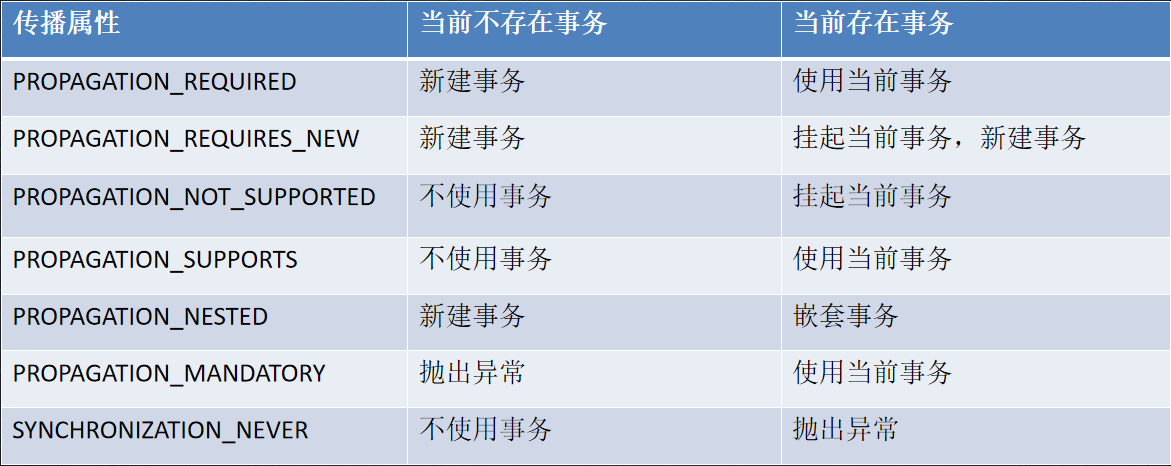 传播属性 当前不存在事务 当前存在事务
PROPAGATION_REQUIRED 新建事务 使用当前事务
PROPAGATION_REQUIRES_NEW 新建事务 挂起当前事务，新建事务
PROPAGATION_NOT_SUPPORTED 不使用事务 挂起当前事务
PROPAGATION_SUPPORTS 不使用事务 使用当前事务
PROPAGATION_NESTED 新建事务 嵌套事务
PROPAGATION_MANDATORY 抛出异常 使用当前事务
SYNCHRONIZATION_NEVER 不使用事务 抛出异常